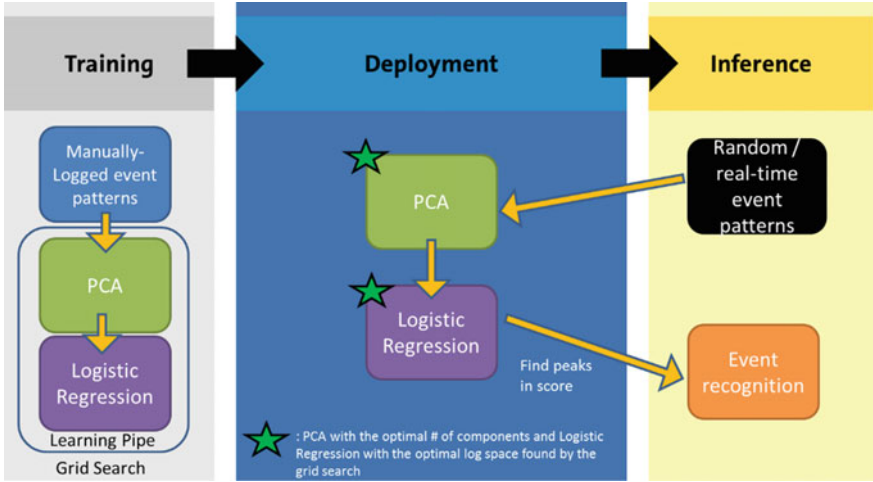 Training
Deployment
Inference
Manually-
Logged event
patterns
PCA
Logistic
Regression
Learning Pipe
Grid Search
PCA
Logistic
Regression
Find peaks
in score
: PCA with the optimal # of components and Logistic
Regression with the optimal log space found by the
grid search
Random /
real-time
event
patterns
Event
recognition